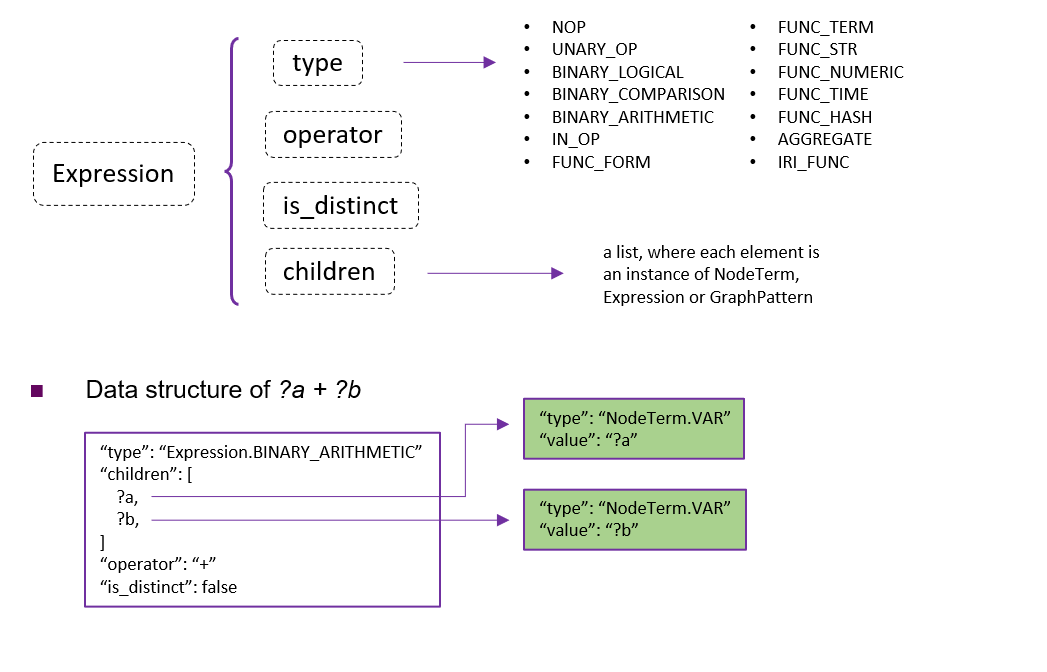 Expression
type
operator
is_distinct
children
• NOP
• UNARY_OP
• BINARY_LOGICAL
• BINARY_COMPARISON
• BINARY_ARITHMETIC
• IN_OP
• FUNC_FORM
• FUNC_TERM
• FUNC_STR
• FUNC_NUMERIC
• FUNC_TIME
• FUNC_HASH
• AGGREGATE
• IRI_FUNC
a list, where each element is
an instance of NodeTerm,
Expression or GraphPattern
■ Data structure of ?a + ?b
“type”: “Expression.BINARY_ARITHMETIC”
“children”: [
?a,
?b,
]
“operator”: “+”
“is_distinct”: false
“type”: “NodeTerm.VAR”
“value”: “?a”
“type”: “NodeTerm.VAR”
“value”: “?b”